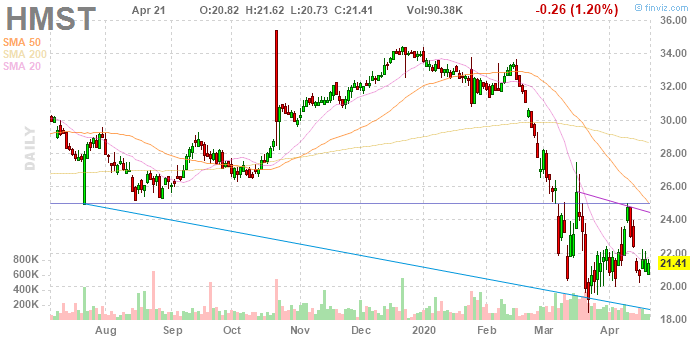 HMST Apr 21 O:20.82 H:21.62 L:20.73 C:21.41 Vol:90.38K -0.26 (1.20%)
© finviz.com
SMA 50
SMA 200
SMA 20
DAILY
36.00
34.00
32.00
30.00
28.00
26.00
24.00
22.00
21.41
20.00
18.00
800K
600K
400K
200K
Aug Sep Oct Nov Dec 2020 Feb Mar Apr